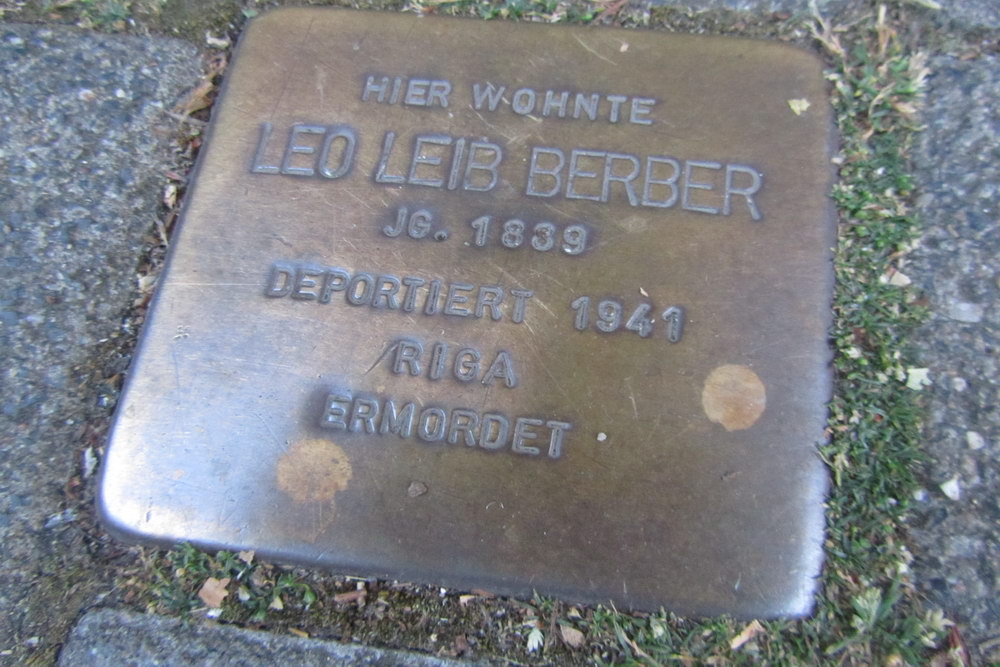 HIER WOHNTE
LEO LEIB BERBER
JG. 1839
DEPORTIERT 1941
RIGA
ERMORDET